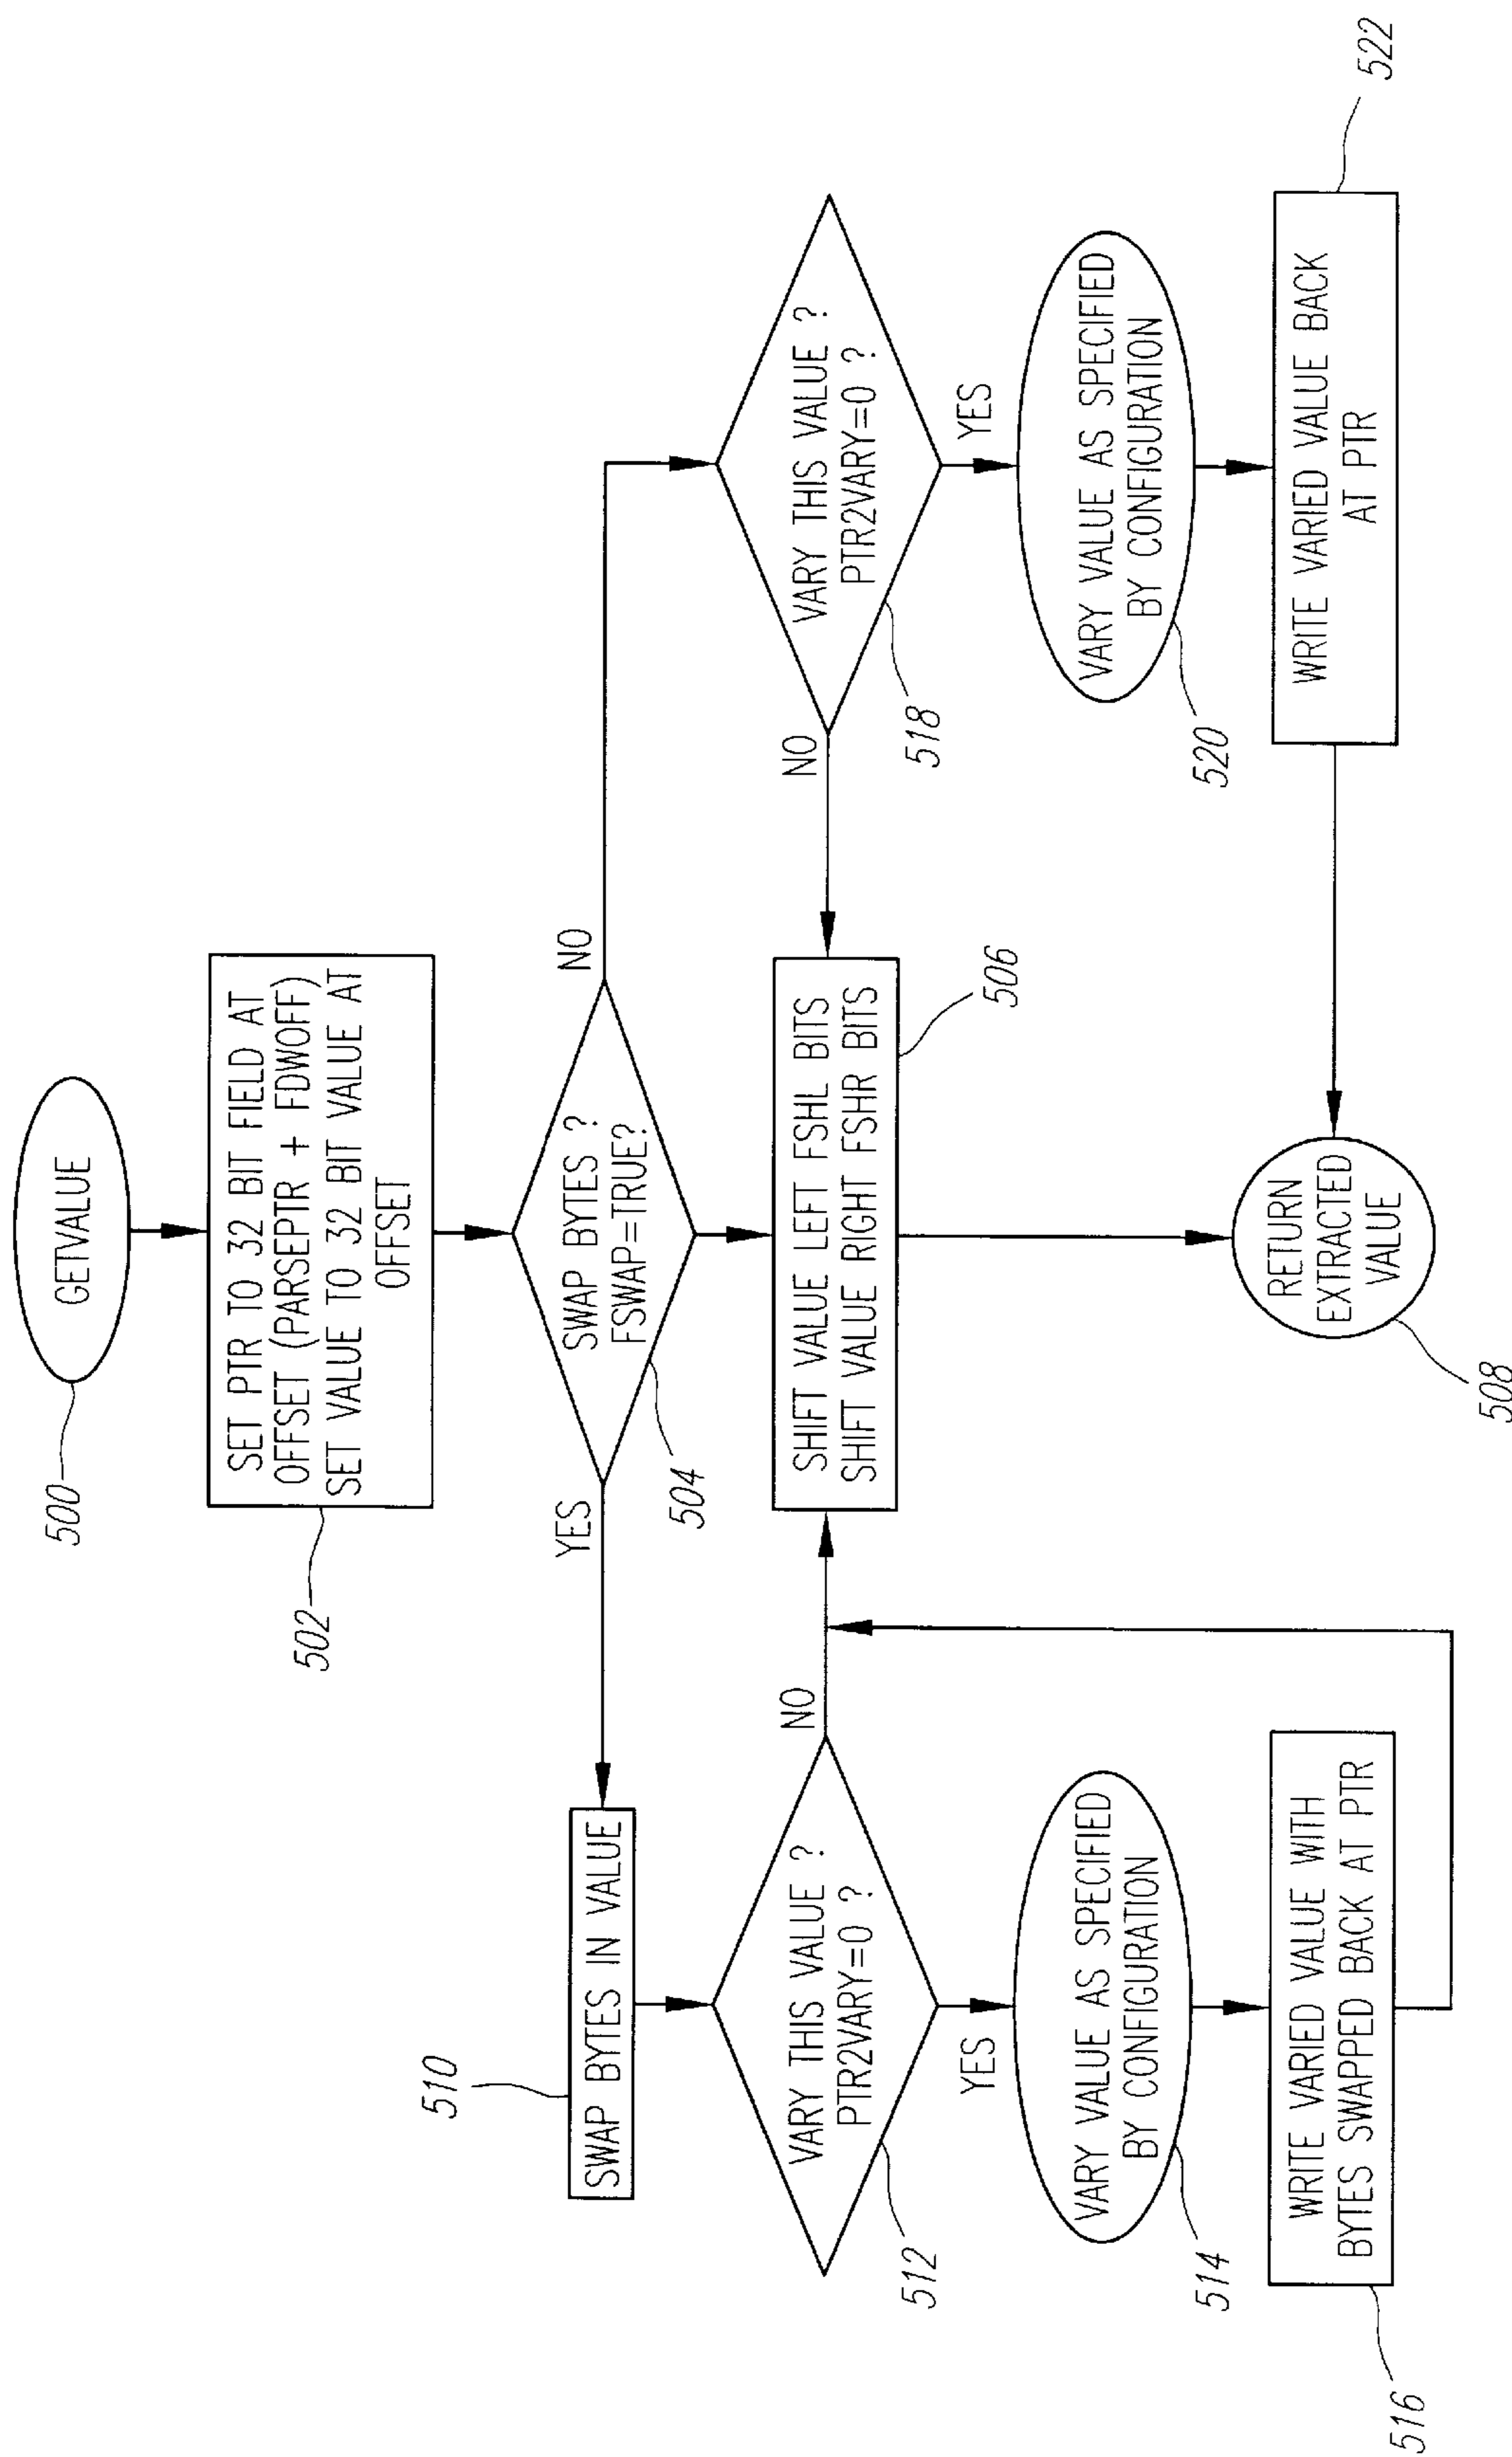 GETVALUE
500
SET PTR TO 32 BIT FIELD AT
OFFSET (PARSEPTR + FDWOFF)
SET VALUE TO 32 BIT VALUE AT
OFFSET
502
SWAP BYTES ?
FSWAP=TRUE?
504
YES
NO
510
SWAP BYTES IN VALUE
VARY THIS VALUE ?
PTR2VARY=0 ?
512
NO
YES
VARY VALUE AS SPECIFIED
BY CONFIGURATION
514
WRITE VARIED VALUE WITH
BYTES SWAPPED BACK AT PTR
516
SHIFT VALUE LEFT FSHL BITS
SHIFT VALUE RIGHT FSHR BITS
506
RETURN
EXTRACTED
VALUE
508
VARY THIS VALUE ?
PTR2VARY=0 ?
518
NO
YES
VARY VALUE AS SPECIFIED
BY CONFIGURATION
520
WRITE VARIED VALUE BACK
AT PTR
522